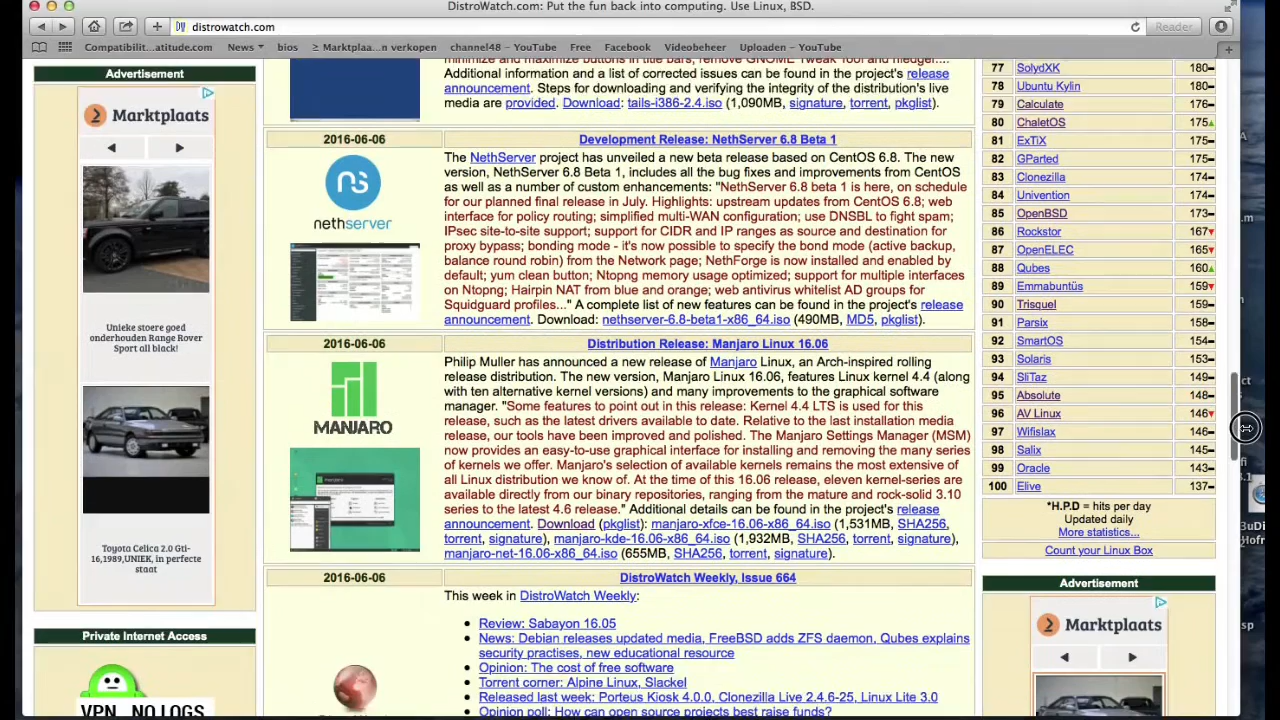 DistroWatch.com: Put the fun back into computing. Use Linux, BSD.
distrowatch.com
Reader
Compatibilit...atitude.com News bios ≥ Marktplaa...n verkopen channel48 – YouTube Free Facebook Videobeheer Uploaden – YouTube
Advertisement
Marktplaats
Unieke stoere goed
onderhouden Range Rover
Sport all black!
Toyota Celica 2.0 Gti-
16,1989,UNIEK, in perfecte
staat
Private Internet Access
VPN NO LOGS
minimize and maximize buttons in title bars, remove GNOME Tweak Tool and hledger....
Additional information and a list of corrected issues can be found in the project's release
announcement. Steps for downloading and verifying the integrity of the distribution's live
media are provided. Download: tails-i386-2.4.iso (1,090MB, signature, torrent, pkglist).
2016-06-06 Development Release: NethServer 6.8 Beta 1
nethserver
The NethServer project has unveiled a new beta release based on CentOS 6.8. The new
version, NethServer 6.8 Beta 1, includes all the bug fixes and improvements from CentOS
as well as a number of custom enhancements: "NethServer 6.8 beta 1 is here, on schedule
for our planned final release in July. Highlights: upstream updates from CentOS 6.8; web
interface for policy routing; simplified multi-WAN configuration; use DNSBL to fight spam;
IPsec site-to-site support; support for CIDR and IP ranges as source and destination for
proxy bypass; bonding mode - it's now possible to specify the bond mode (active backup,
balance round robin) from the Network page; NethForge is now installed and enabled by
default; yum clean button; Ntopng memory usage optimized; support for multiple interfaces
on Ntopng; Hairpin NAT from blue and orange; web antivirus whitelist AD groups for
Squidguard profiles..." A complete list of new features can be found in the project's release
announcement. Download: nethserver-6.8-beta1-x86_64.iso (490MB, MD5, pkglist).
2016-06-06 Distribution Release: Manjaro Linux 16.06
MANJARO
Philip Muller has announced a new release of Manjaro Linux, an Arch-inspired rolling
release distribution. The new version, Manjaro Linux 16.06, features Linux kernel 4.4 (along
with ten alternative kernel versions) and many improvements to the graphical software
manager. "Some features to point out in this release: Kernel 4.4 LTS is used for this
release, such as the latest drivers available to date. Relative to the last installation media
release, our tools have been improved and polished. The Manjaro Settings Manager (MSM)
now provides an easy-to-use graphical interface for installing and removing the many series
of kernels we offer. Manjaro's selection of available kernels remains the most extensive of
all Linux distribution we know of. At the time of this 16.06 release, eleven kernel-series are
available directly from our binary repositories, ranging from the mature and rock-solid 3.10
series to the latest 4.6 release." Additional details can be found in the project's release
announcement. Download (pkglist): manjaro-xfce-16.06-x86_64.iso (1,531MB, SHA256,
torrent, signature), manjaro-kde-16.06-x86_64.iso (1,932MB, SHA256, torrent, signature),
manjaro-net-16.06-x86_64.iso (655MB, SHA256, torrent, signature).
2016-06-06 DistroWatch Weekly, Issue 664
This week in DistroWatch Weekly:
Review: Sabayon 16.05
News: Debian releases updated media, FreeBSD adds ZFS daemon, Qubes explains
security practises, new educational resource
Opinion: The cost of free software
Torrent corner: Alpine Linux, Slackel
Released last week: Porteus Kiosk 4.0.0, Clonezilla Live 2.4.6-25, Linux Lite 3.0
Opinion poll: How can open source projects best raise funds?
77 SolydXK 180
78 Ubuntu Kylin 180
79 Calculate 176
80 ChaletOS 175
81 ExTiX 175
82 GParted 175
83 Clonezilla 174
84 Univention 174
85 OpenBSD 173
86 Rockstor 167
87 OpenELEC 165
88 Qubes 160
89 Emmabuntüs 159
90 Trisquel 159
91 Parsix 158
92 SmartOS 154
93 Solaris 153
94 SliTaz 149
95 Absolute 148
96 AV Linux 146
97 Wifislax 146
98 Salix 145
99 Oracle 143
100 Elive 137
*H.P.D = hits per day
Updated daily
More statistics...
Count your Linux Box
Advertisement
Marktplaats